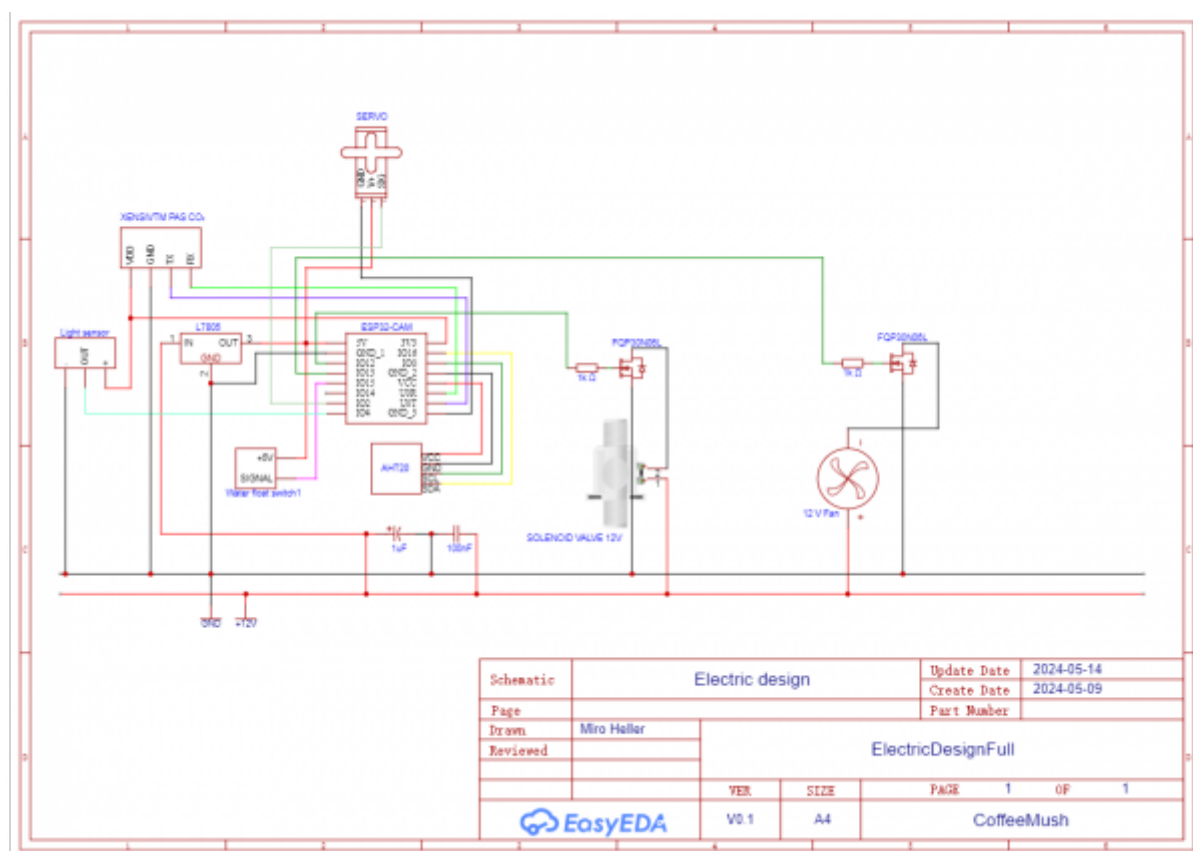 SERVO
GND
V+
SIG
XENSIVTM PAS CO₂
VDD
GND
TX
RX
Light sensor
-
OUT
+
L7805
1 IN OUT 3
GND
2
ESP32-CAM
5V 3V3
GND_1 IO16
IO12 IO0
IO13 GND_2
IO15 VCC
IO14 U0R
IO2 U0T
IO4 GND_3
FQP30N06L
1k Ω
FQP30N06L
1k Ω
+5V
SIGNAL
Water float switch1
AHT20
VCC
GND
SCL
SDA
1uF
100nF
SOLENOID VALVE 12V
12 V Fan
GND
+12V
Schematic Electric design Update Date 2024-05-14
Create Date 2024-05-09
Page Part Number
Drawn Miro Heller
Reviewed ElectricDesignFull
VER SIZE PAGE 1 OF 1
EasyEDA V0.1 A4 CoffeeMush